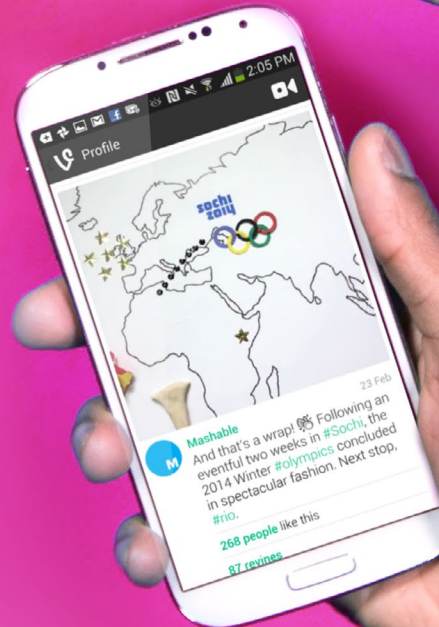 2:05 PM
Profile
sochi
2014
23 Feb
Mashable
And that's a wrap! Following an
eventful two weeks in #Sochi, the
2014 Winter #olympics concluded
in spectacular fashion. Next stop,
#rio.
268 people like this
87 revines
M